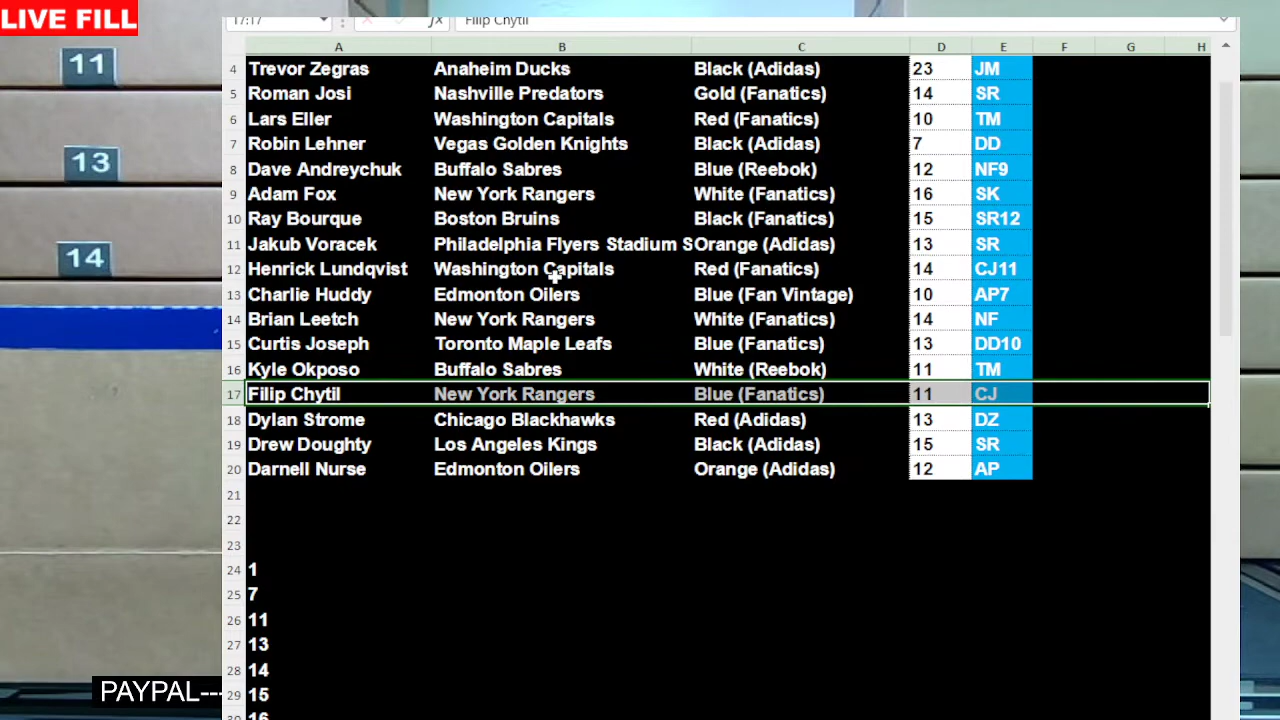 LIVE FILL
11
13
14
PAYPAL---
17:17 fx Filip Chytil
A B C D E F G H
4 Trevor Zegras Anaheim Ducks Black (Adidas) 23 JM
5 Roman Josi Nashville Predators Gold (Fanatics) 14 SR
6 Lars Eller Washington Capitals Red (Fanatics) 10 TM
7 Robin Lehner Vegas Golden Knights Black (Adidas) 7 DD
8 Dave Andreychuk Buffalo Sabres Blue (Reebok) 12 NF9
9 Adam Fox New York Rangers White (Fanatics) 16 SK
10 Ray Bourque Boston Bruins Black (Fanatics) 15 SR12
11 Jakub Voracek Philadelphia Flyers Stadium S Orange (Adidas) 13 SR
12 Henrick Lundqvist Washington Capitals Red (Fanatics) 14 CJ11
13 Charlie Huddy Edmonton Oilers Blue (Fan Vintage) 10 AP7
14 Brian Leetch New York Rangers White (Fanatics) 14 NF
15 Curtis Joseph Toronto Maple Leafs Blue (Fanatics) 13 DD10
16 Kyle Okposo Buffalo Sabres White (Reebok) 11 TM
17 Filip Chytil New York Rangers Blue (Fanatics) 11 CJ
18 Dylan Strome Chicago Blackhawks Red (Adidas) 13 DZ
19 Drew Doughty Los Angeles Kings Black (Adidas) 15 SR
20 Darnell Nurse Edmonton Oilers Orange (Adidas) 12 AP
21
22
23
24 1
25 7
26 11
27 13
28 14
29 15
30 16